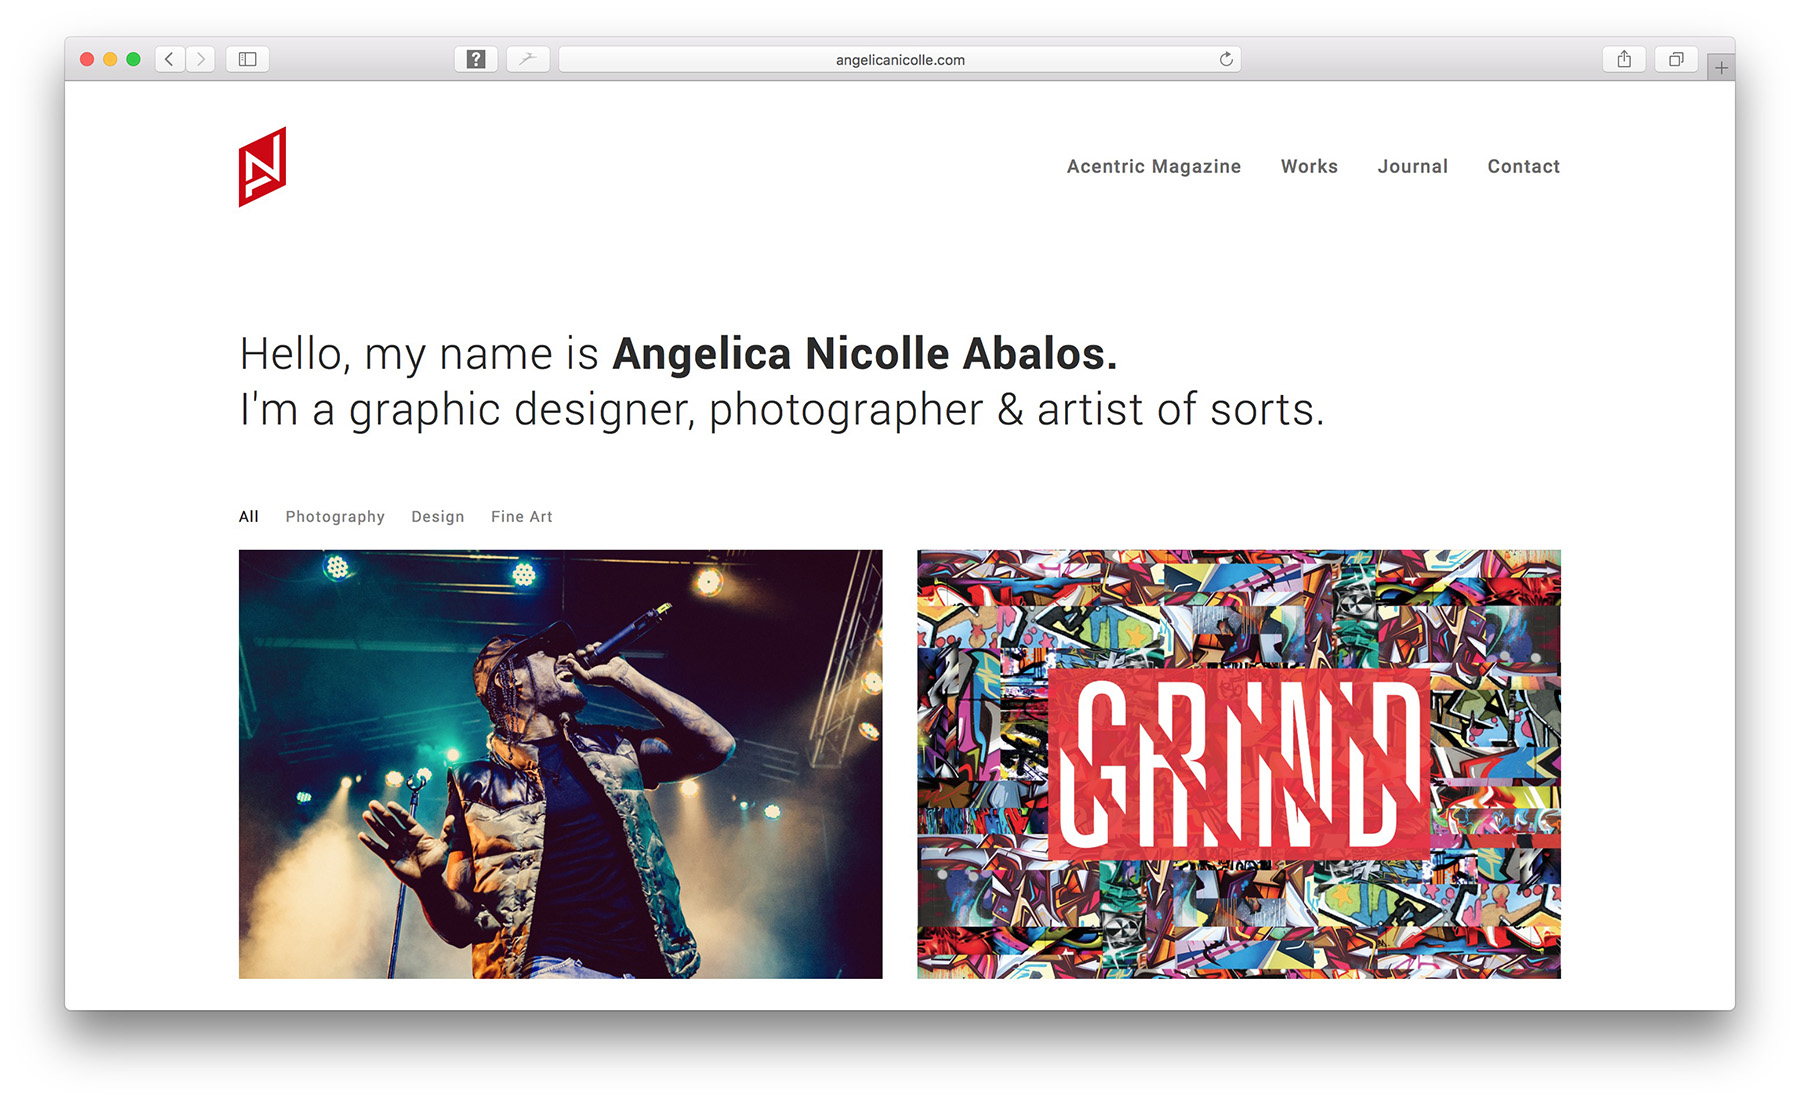 angelicanicolle.com
Acentric Magazine Works Journal Contact
Hello, my name is Angelica Nicolle Abalos.
I'm a graphic designer, photographer & artist of sorts.
All Photography Design Fine Art
GRIND